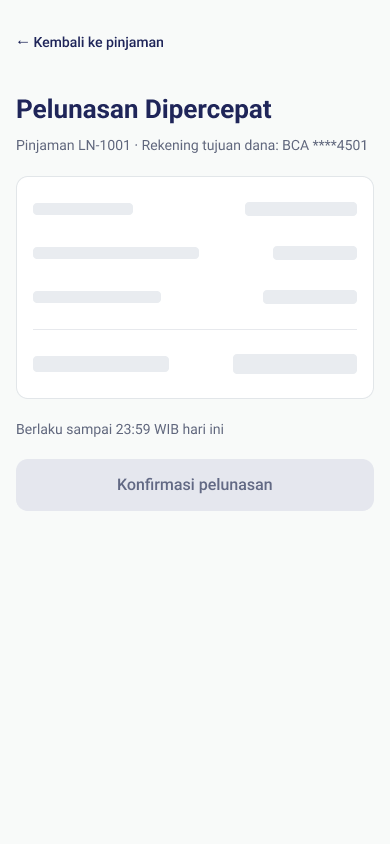 ← Kembali ke pinjaman
Pelunasan Dipercepat
Pinjaman LN-1001 · Rekening tujuan dana: BCA ****4501
Berlaku sampai 23:59 WIB hari ini
Konfirmasi pelunasan